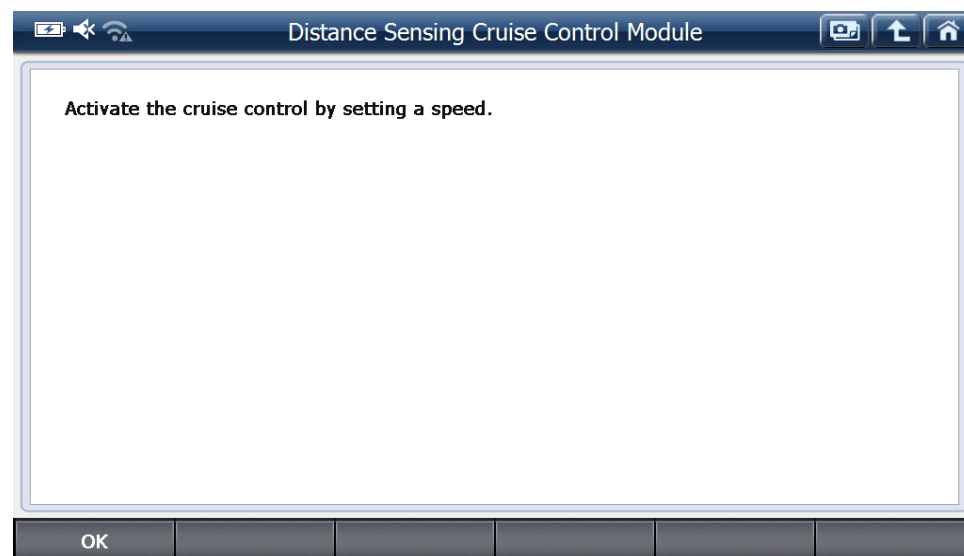 Distance Sensing Cruise Control Module
Activate the cruise control by setting a speed.
OK